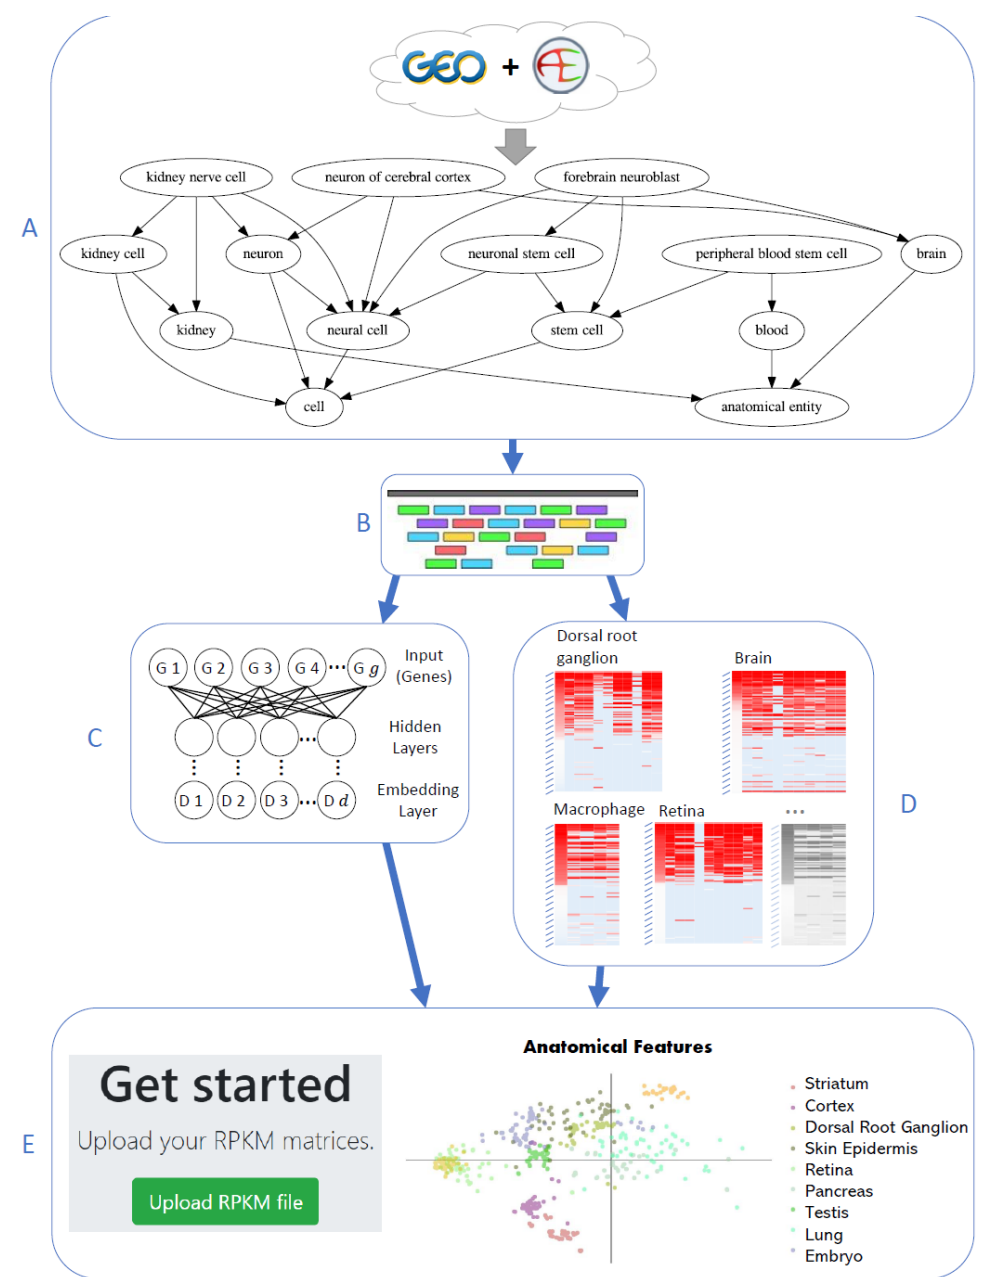 GEO + AE
kidney nerve cell
neuron of cerebral cortex
forebrain neuroblast
A
kidney cell
neuron
neuronal stem cell
peripheral blood stem cell
brain
kidney
neural cell
stem cell
blood
cell
anatomical entity
B
C
G 1 G 2 G 3 G 4 ••• G g
Input
(Genes)
•••
Hidden
Layers
D 1 D 2 D 3 ••• D d
Embedding
Layer
Dorsal root
ganglion
Brain
D
Macrophage
Retina
•••
E
Get started
Upload your RPKM matrices.
Upload RPKM file
Anatomical Features
Striatum
Cortex
Dorsal Root Ganglion
Skin Epidermis
Retina
Pancreas
Testis
Lung
Embryo